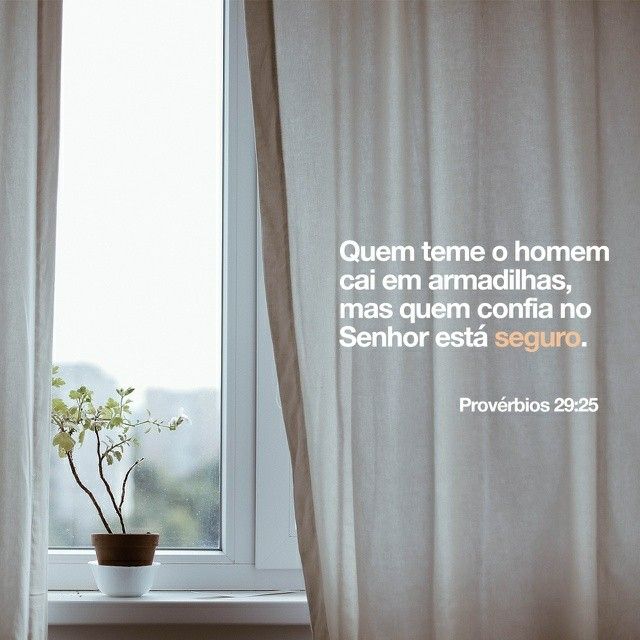 Quem teme o homem
cai em armadilhas,
mas quem confia no
Senhor está seguro.
Provérbios 29:25